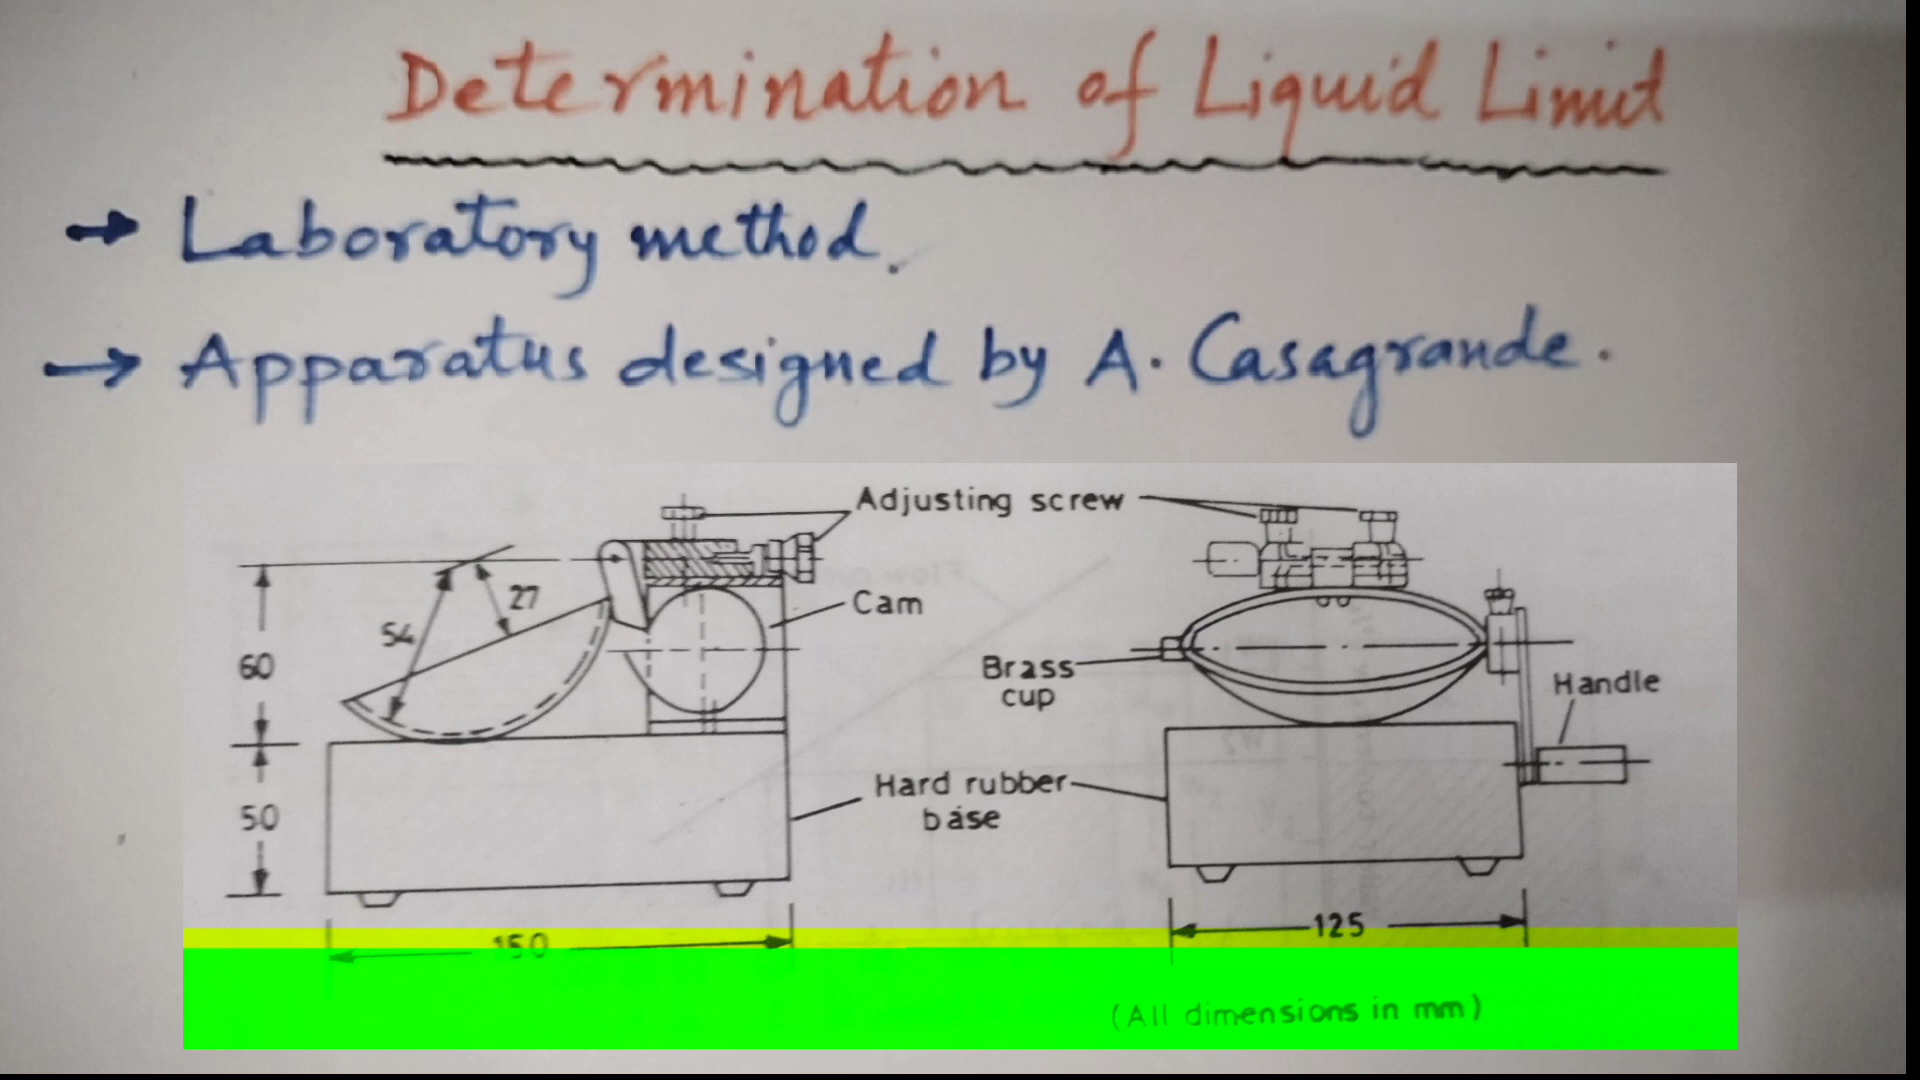 Determination of Liquid Limit
→ Laboratory method.
→ Apparatus designed by A. Casagrande.
Adjusting screw
27
54
Cam
60
Brass
cup
Handle
Hard rubber
base
50
150
125
(All dimensions in mm)